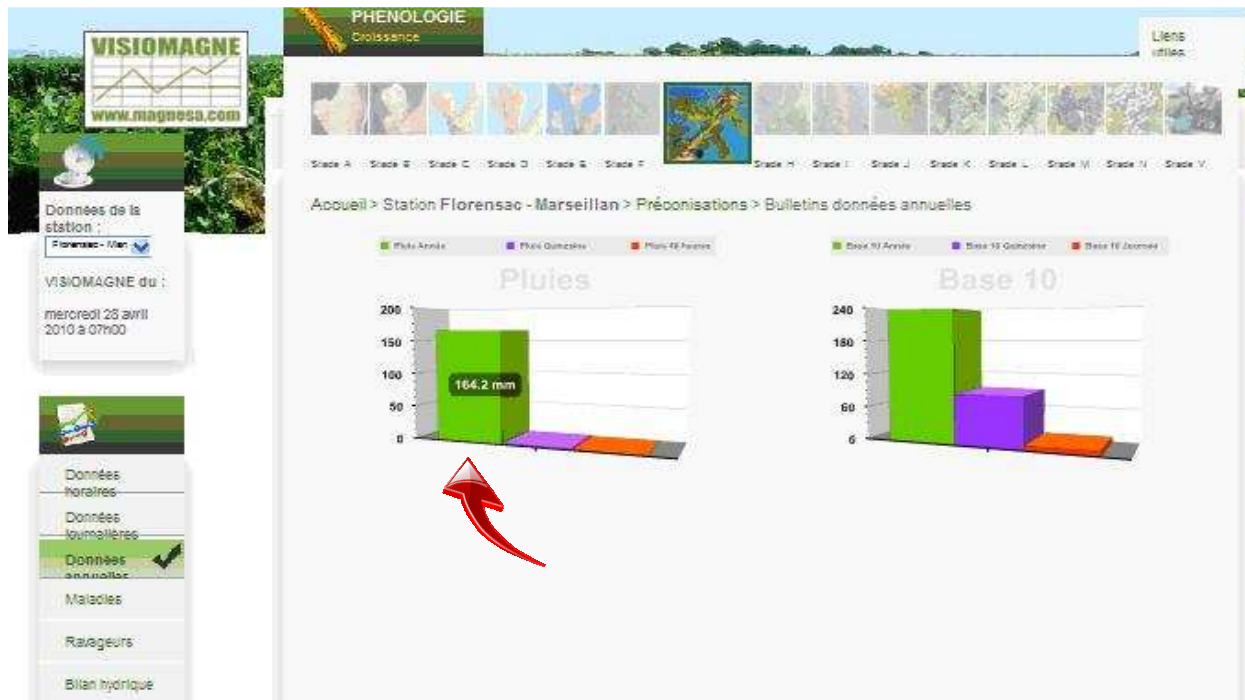 PHENOLOGIE
Croissance
Liens
utiles
VISIOMAGNE
www.magnesa.com
Stade A Stade B Stade C Stade D Stade E Stade F Stade H Stade I Stade J Stade K Stade L Stade M Stade N Stade V
Données de la
station :
Florensac - Mar
VISIOMAGNE du :
mercredi 28 avril
2010 à 07h00
Accueil > Station Florensac - Marseillan > Préconisations > Bulletins données annuelles
Pluie Année Pluie Quinzaine Pluie 48 heures
Pluies
200
150
100
50
0
164.2 mm
Base 10 Année Base 10 Quinzaine Base 10 Journée
Base 10
240
180
120
60
0
Données
horaires
Données
journalières
Données
annuelles
Maladies
Ravageurs
Bilan hydrique